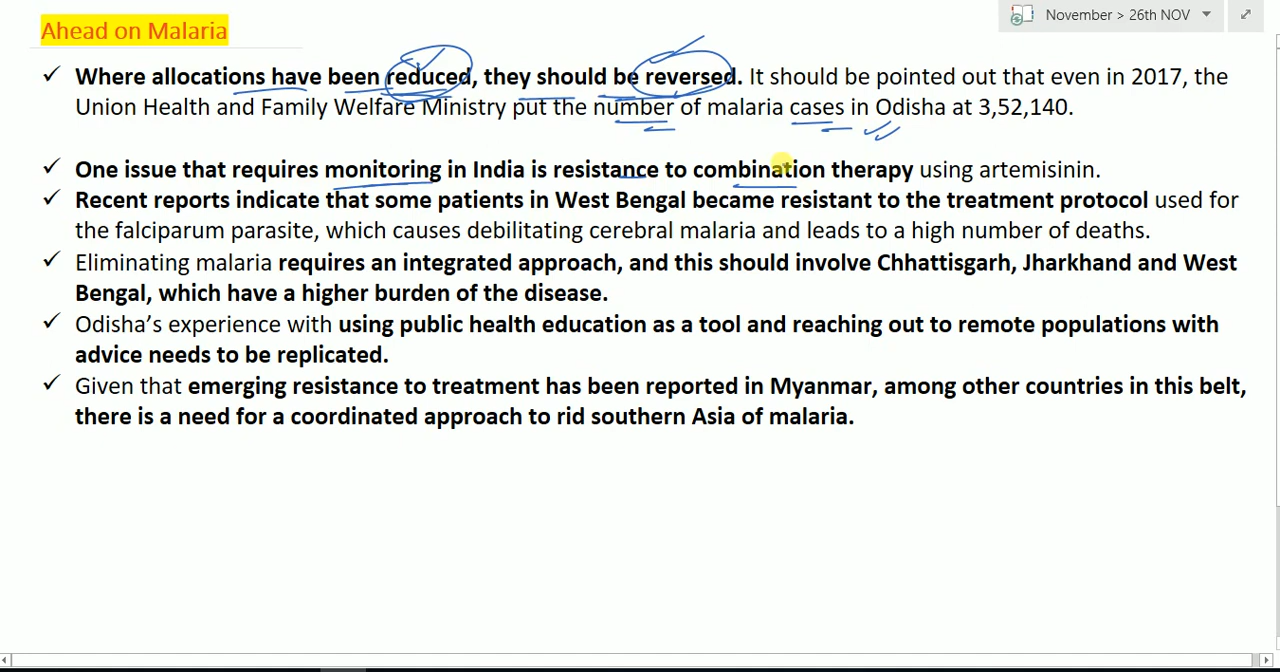 November > 26th NOV
Ahead on Malaria
✓ Where allocations have been reduced, they should be reversed. It should be pointed out that even in 2017, the
Union Health and Family Welfare Ministry put the number of malaria cases in Odisha at 3,52,140.
✓ One issue that requires monitoring in India is resistance to combination therapy using artemisinin.
✓ Recent reports indicate that some patients in West Bengal became resistant to the treatment protocol used for
the falciparum parasite, which causes debilitating cerebral malaria and leads to a high number of deaths.
✓ Eliminating malaria requires an integrated approach, and this should involve Chhattisgarh, Jharkhand and West
Bengal, which have a higher burden of the disease.
✓ Odisha’s experience with using public health education as a tool and reaching out to remote populations with
advice needs to be replicated.
✓ Given that emerging resistance to treatment has been reported in Myanmar, among other countries in this belt,
there is a need for a coordinated approach to rid southern Asia of malaria.